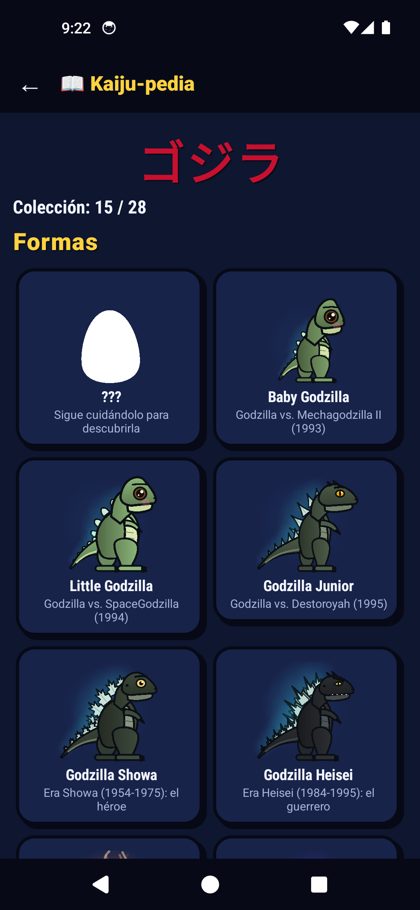 9:22
← 📖 Kaiju-pedia
ゴジラ
Colección: 15 / 28
Formas
???
Sigue cuidándolo para
descubrirla
Baby Godzilla
Godzilla vs. Mechagodzilla II
(1993)
Little Godzilla
Godzilla vs. SpaceGodzilla
(1994)
Godzilla Junior
Godzilla vs. Destoroyah (1995)
Godzilla Showa
Era Showa (1954-1975): el
héroe
Godzilla Heisei
Era Heisei (1984-1995): el
guerrero